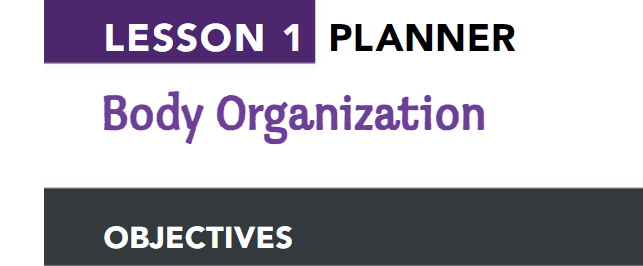 LESSON 1 PLANNER
Body Organization
OBJECTIVES